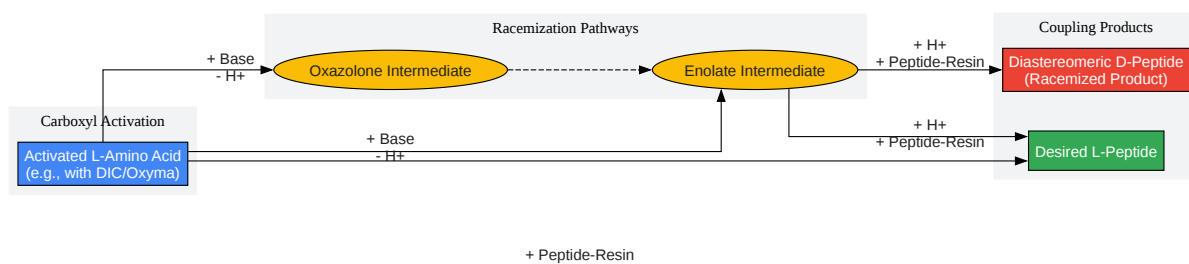 Racemization Pathways
Coupling Products
+ Base
- H+
Oxazolone Intermediate
Enolate Intermediate
+ H+
+ Peptide-Resin
Diastereomeric D-Peptide
(Racemized Product)
Carboxyl Activation
Activated L-Amino Acid
(e.g., with DIC/Oxyma)
+ Base
- H+
+ H+
+ Peptide-Resin
Desired L-Peptide
+ Peptide-Resin